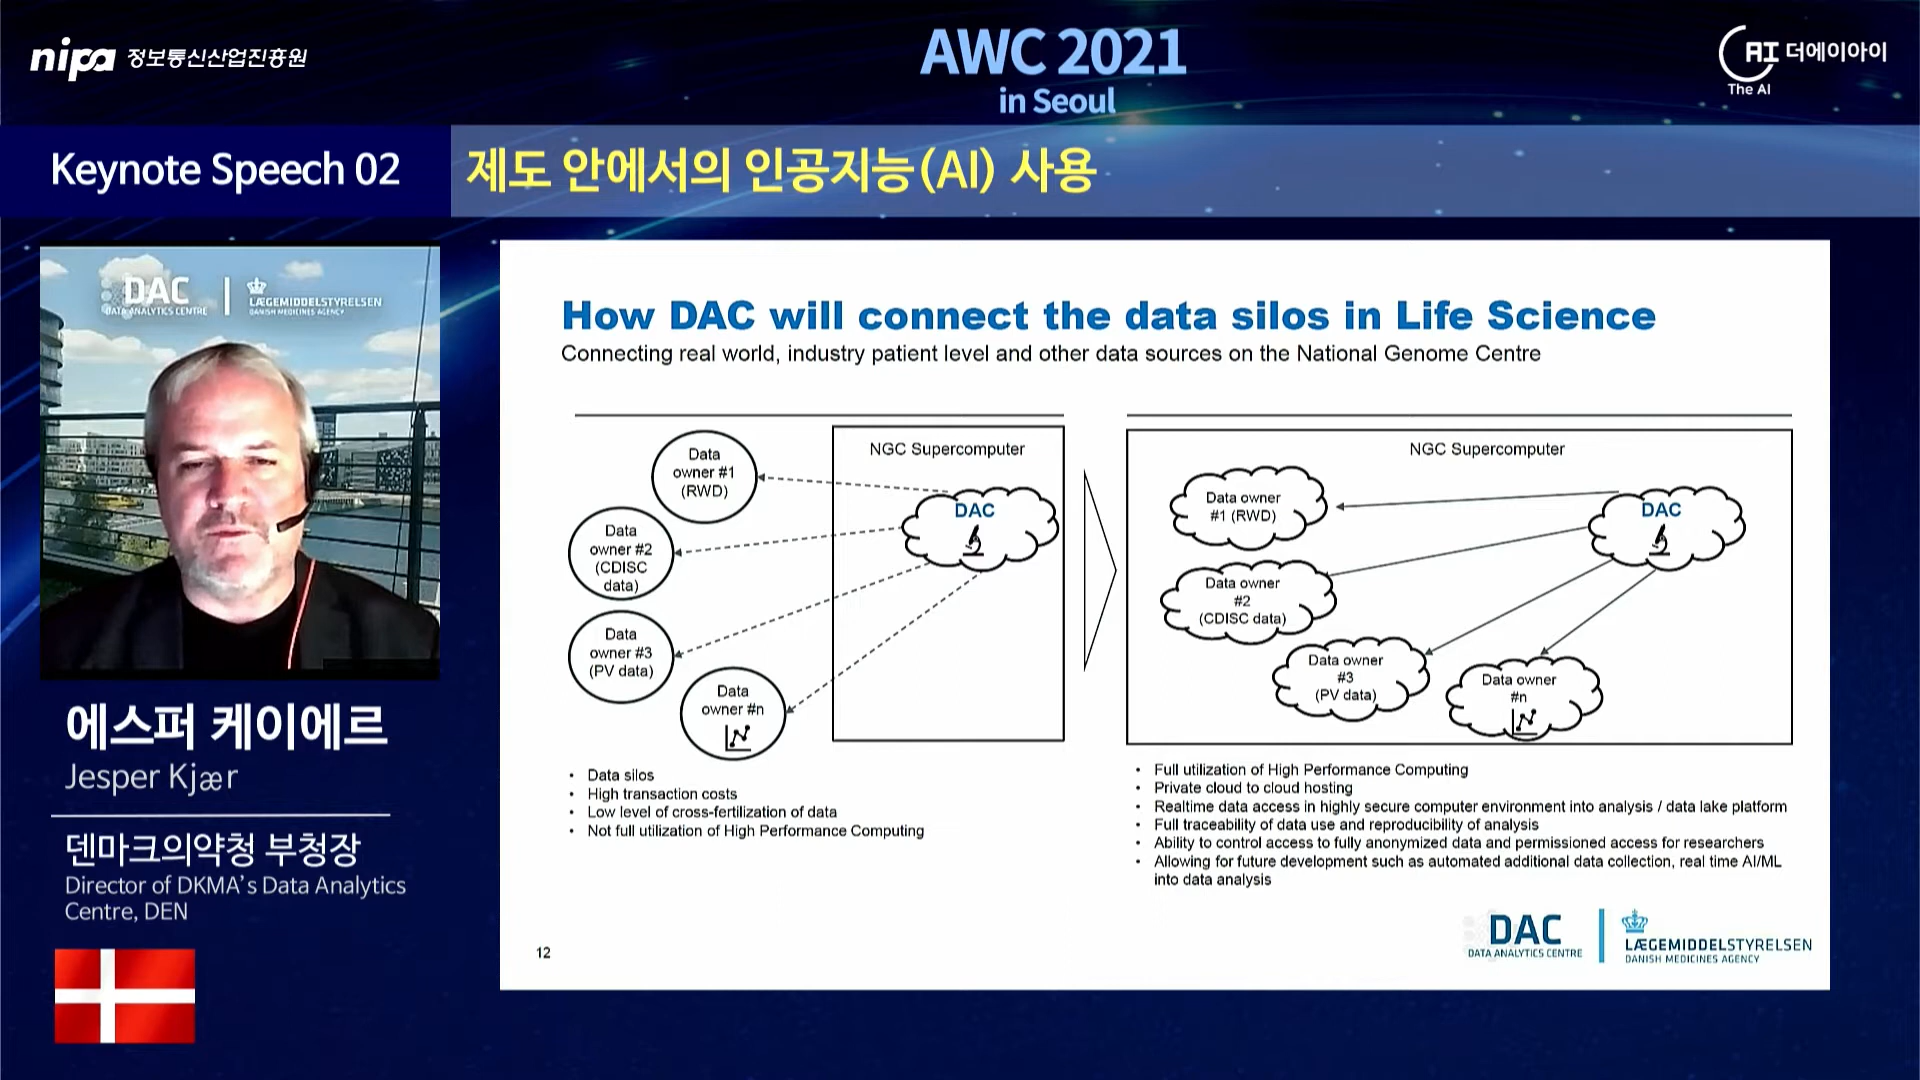 nipa 정보통신산업진흥원
AWC 2021
in Seoul
AI 더에이아이
The AI
Keynote Speech 02
제도 안에서의 인공지능(AI) 사용
DAC
DATA ANALYTICS CENTRE
LÆGEMIDDELSTYRELSEN
DANISH MEDICINES AGENCY
에스퍼 케이에르
Jesper Kjær
덴마크의약청 부청장
Director of DKMA's Data Analytics
Centre, DEN
How DAC will connect the data silos in Life Science
Connecting real world, industry patient level and other data sources on the National Genome Centre
Data
owner #1
(RWD)
Data
owner #2
(CDISC
data)
Data
owner #3
(PV data)
Data
owner #n
NGC Supercomputer
DAC
• Data silos
• High transaction costs
• Low level of cross-fertilization of data
• Not full utilization of High Performance Computing
NGC Supercomputer
Data owner
#1 (RWD)
Data owner
#2
(CDISC data)
Data owner
#3
(PV data)
Data owner
#n
DAC
• Full utilization of High Performance Computing
• Private cloud to cloud hosting
• Realtime data access in highly secure computer environment into analysis / data lake platform
• Full traceability of data use and reproducibility of analysis
• Ability to control access to fully anonymized data and permissioned access for researchers
• Allowing for future development such as automated additional data collection, real time AI/ML
into data analysis
12
DAC
DATA ANALYTICS CENTRE
LÆGEMIDDELSTYRELSEN
DANISH MEDICINES AGENCY